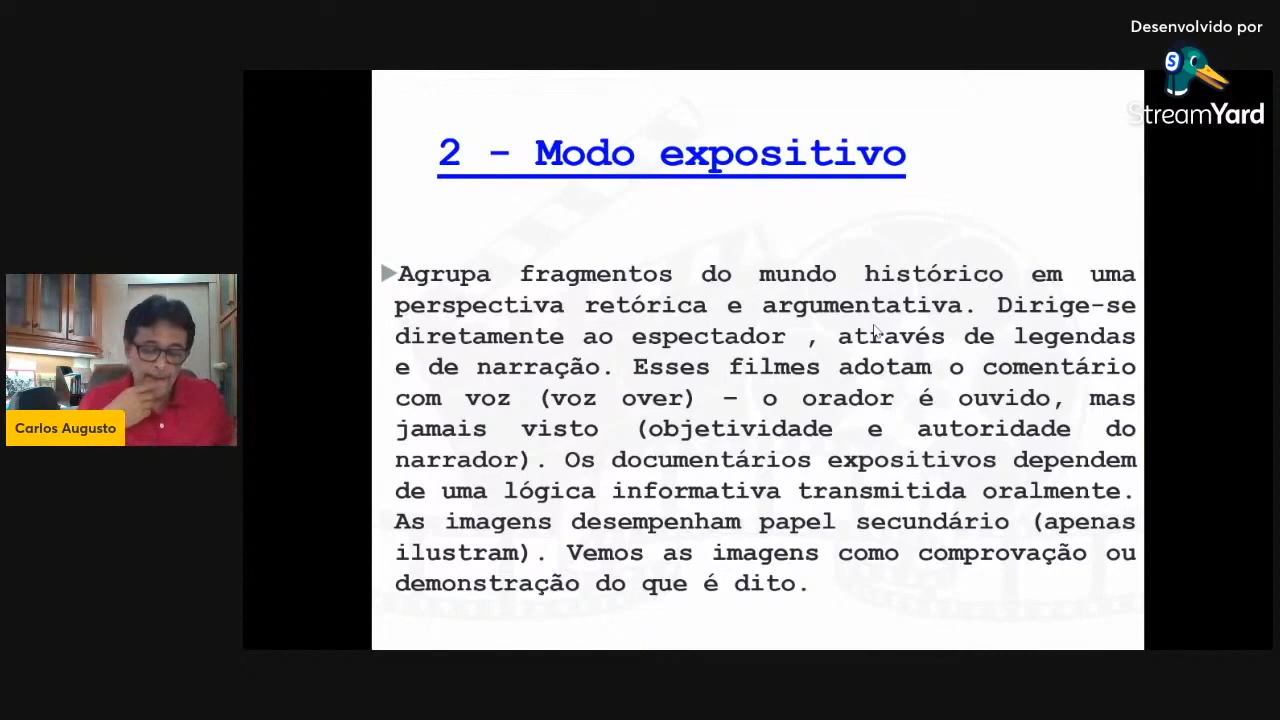 Desenvolvido por
S
StreamYard
2 - Modo expositivo
Agrupa fragmentos do mundo histórico em uma
perspectiva retórica e argumentativa. Dirige-se
diretamente ao espectador , através de legendas
e de narração. Esses filmes adotam o comentário
com voz (voz over) – o orador é ouvido, mas
jamais visto (objetividade e autoridade do
narrador). Os documentários expositivos dependem
de uma lógica informativa transmitida oralmente.
As imagens desempenham papel secundário (apenas
ilustram). Vemos as imagens como comprovação ou
demonstração do que é dito.
Carlos Augusto